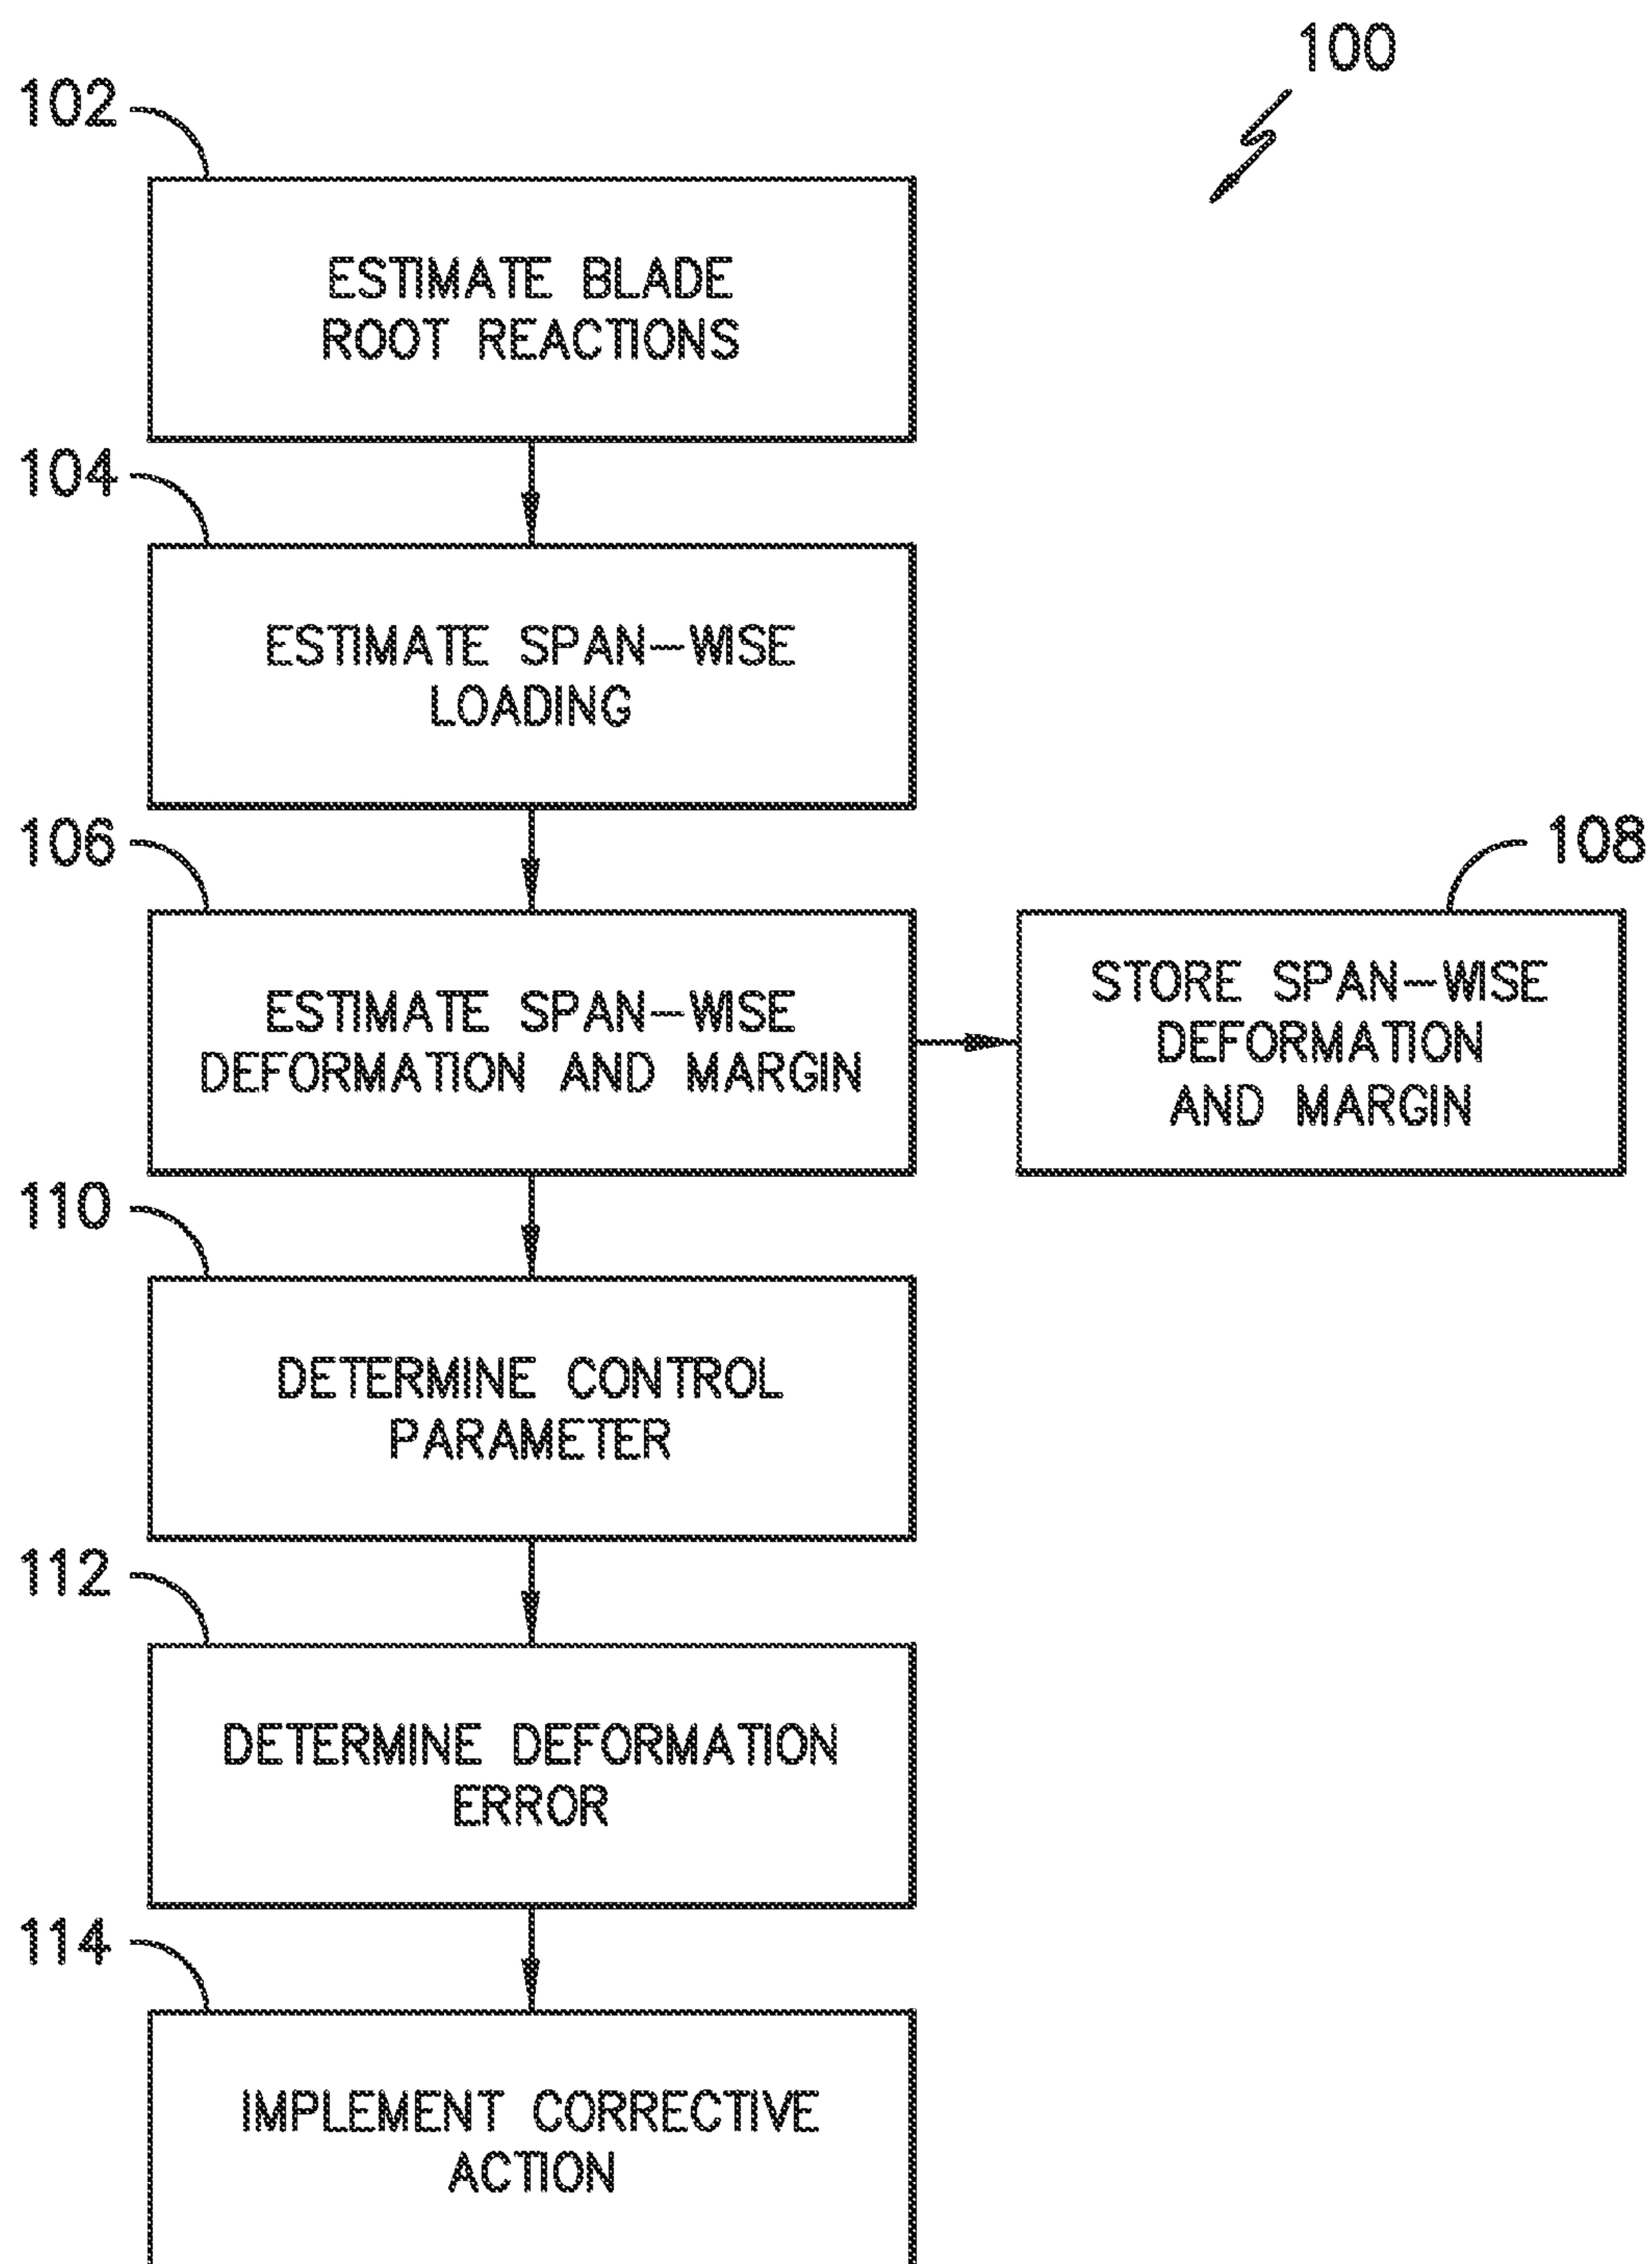 100
102
ESTIMATE BLADE
ROOT REACTIONS
104
ESTIMATE SPAN-WISE
LOADING
106
ESTIMATE SPAN-WISE
DEFORMATION AND MARGIN
108
STORE SPAN-WISE
DEFORMATION
AND MARGIN
110
DETERMINE CONTROL
PARAMETER
112
DETERMINE DEFORMATION
ERROR
114
IMPLEMENT CORRECTIVE
ACTION